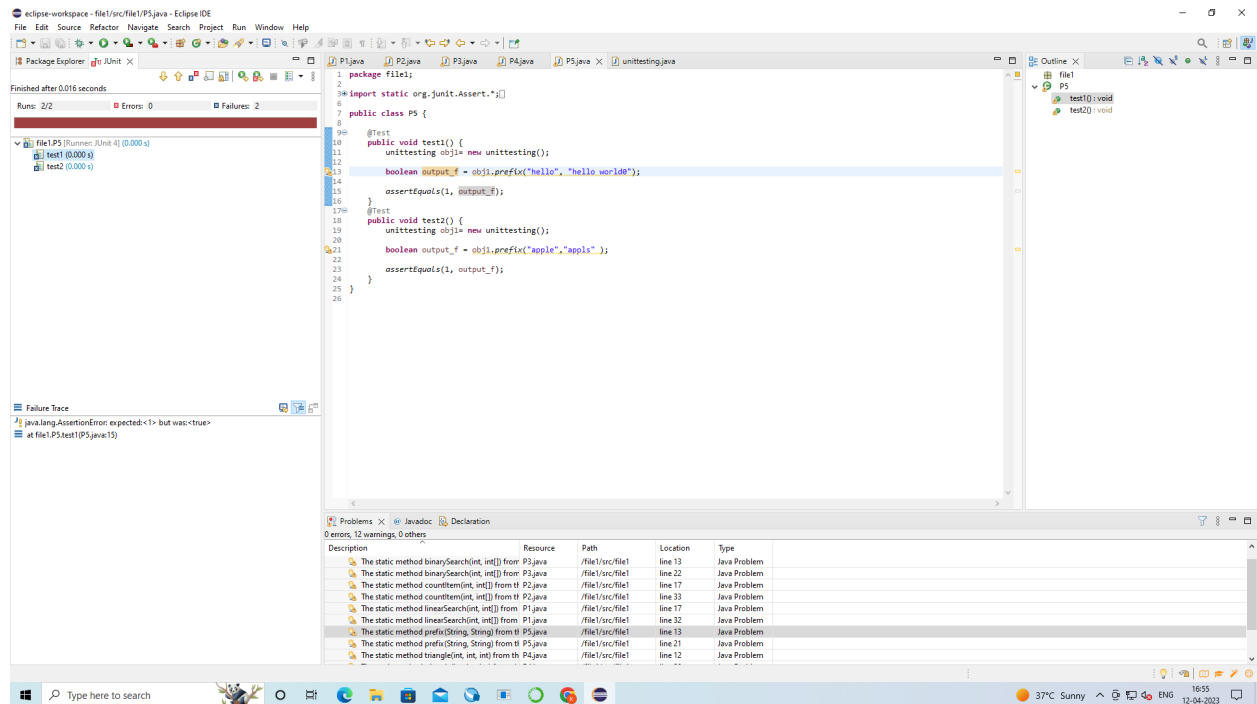 eclipse-workspace - file1/src/file1/P5.java - Eclipse IDE
File Edit Source Refactor Navigate Search Project Run Window Help
Package Explorer JUnit
Finished after 0.016 seconds
Runs: 2/2 Errors: 0 Failures: 2
file1.P5 [Runner: JUnit 4] (0.000 s)
test1 (0.000 s)
test2 (0.000 s)
Failure Trace
java.lang.AssertionError: expected:<1> but was:<true>
at file1.P5.test1(P5.java:15)
P1.java P2.java P3.java P4.java P5.java unittesting.java
1 package file1;
2
3 import static org.junit.Assert.*;
6
7 public class P5 {
8
9 @Test
10 public void test1() {
11 unittesting obj1= new unittesting();
12
13 boolean output_f = obj1.prefix("hello", "hello world0");
14
15 assertEquals(1, output_f);
16 }
17 @Test
18 public void test2() {
19 unittesting obj1= new unittesting();
20
21 boolean output_f = obj1.prefix("apple","appls" );
22
23 assertEquals(1, output_f);
24 }
25 }
26
Outline
file1
P5
test1() : void
test2() : void
Problems Javadoc Declaration
0 errors, 12 warnings, 0 others
Description Resource Path Location Type
The static method binarySearch(int, int[]) from P3.java /file1/src/file1 line 13 Java Problem
The static method binarySearch(int, int[]) from P3.java /file1/src/file1 line 22 Java Problem
The static method countItem(int, int[]) from th P2.java /file1/src/file1 line 17 Java Problem
The static method countItem(int, int[]) from th P2.java /file1/src/file1 line 33 Java Problem
The static method linearSearch(int, int[]) from P1.java /file1/src/file1 line 17 Java Problem
The static method linearSearch(int, int[]) from P1.java /file1/src/file1 line 32 Java Problem
The static method prefix(String, String) from th P5.java /file1/src/file1 line 13 Java Problem
The static method prefix(String, String) from th P5.java /file1/src/file1 line 21 Java Problem
The static method triangle(int, int, int) from th P4.java /file1/src/file1 line 12 Java Problem
Type here to search
37°C Sunny ENG 16:55
12-04-2023